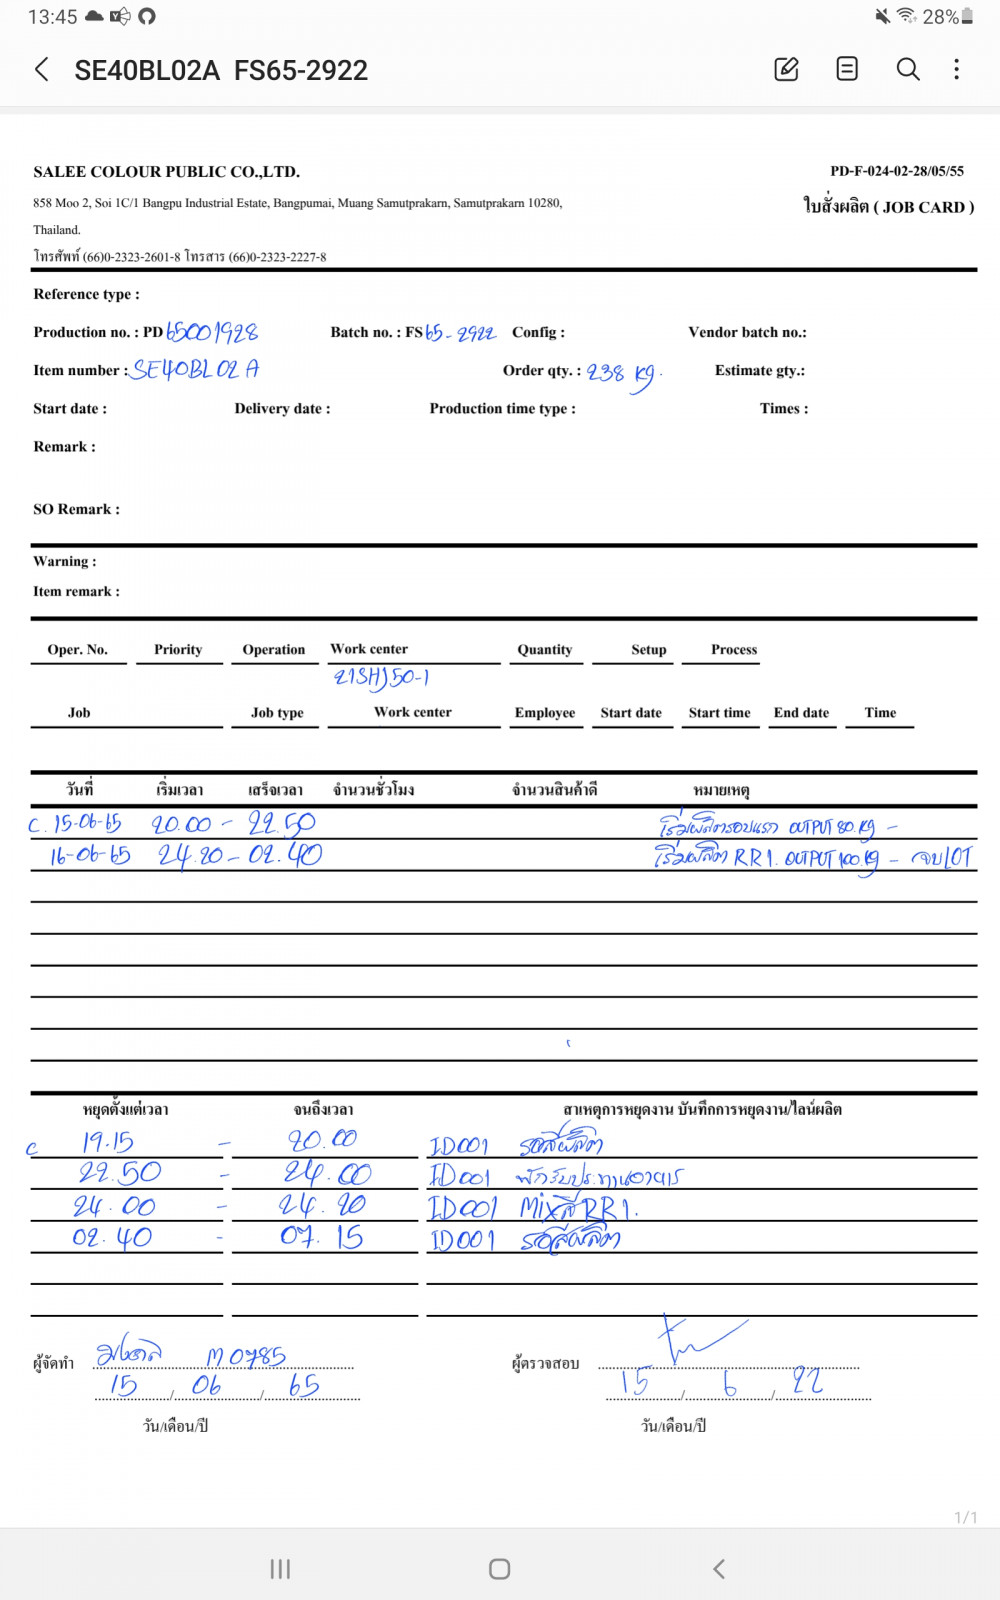 13:45 28%
SE40BL02A FS65-2922
SALEE COLOUR PUBLIC CO.,LTD. PD-F-024-02-28/05/55
858 Moo 2, Soi 1C/1 Bangpu Industrial Estate, Bangpumai, Muang Samutprakarn, Samutprakarn 10280, ใบสั่งผลิต ( JOB CARD )
Thailand.
โทรศัพท์ (66)0-2323-2601-8 โทรสาร (66)0-2323-2227-8
Reference type :
Production no. : PD 65001928 Batch no. : FS 65-2922 Config : Vendor batch no.:
Item number : SE40BL02A Order qty. : 238 kg. Estimate gty.:
Start date : Delivery date : Production time type : Times :
Remark :
SO Remark :
Warning :
Item remark :
Oper. No. Priority Operation Work center Quantity Setup Process
21SHJ50-1
Job Job type Work center Employee Start date Start time End date Time
วันที่ เริ่มเวลา เสร็จเวลา จำนวนชั่วโมง จำนวนสินค้าดี หมายเหตุ
C. 15-06-65 20.00 - 22.50 เริ่มผลิตรอบแรก OUTPUT 80.kg -
16-06-65 24.20 - 02.40 เริ่มผลิต RR1. OUTPUT 100.kg - จบLOT
หยุดตั้งแต่เวลา จนถึงเวลา สาเหตุการหยุดงาน บันทึกการหยุดงาน/ไลน์ผลิต
C 19.15 - 20.00 ID001 รอสีผลิต
22.50 - 24.00 ID001 พักรับประทานอาหาร
24.00 - 24.20 ID001 Mixสี RR1.
02.40 - 07.15 ID001 รอสีผลิต
ผู้จัดทำ M0785 ผู้ตรวจสอบ
15 , 06 , 65 15 , 6 , 22
วัน/เดือน/ปี วัน/เดือน/ปี
1/1